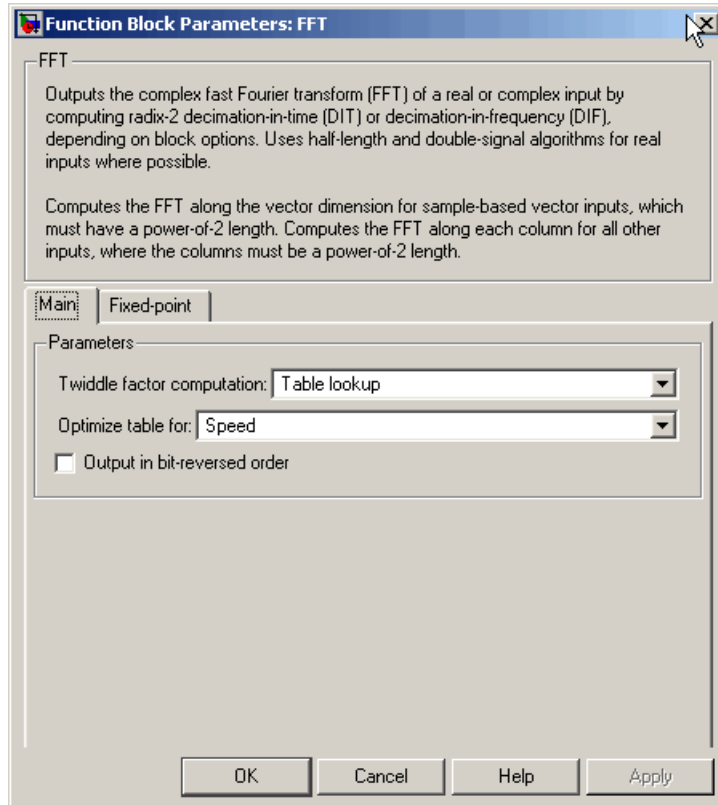 Function Block Parameters: FFT
FFT
Outputs the complex fast Fourier transform (FFT) of a real or complex input by
computing radix-2 decimation-in-time (DIT) or decimation-in-frequency (DIF),
depending on block options. Uses half-length and double-signal algorithms for real
inputs where possible.
Computes the FFT along the vector dimension for sample-based vector inputs, which
must have a power-of-2 length. Computes the FFT along each column for all other
inputs, where the columns must be a power-of-2 length.
Main Fixed-point
Parameters
Twiddle factor computation: Table lookup
Optimize table for: Speed
Output in bit-reversed order
OK Cancel Help Apply